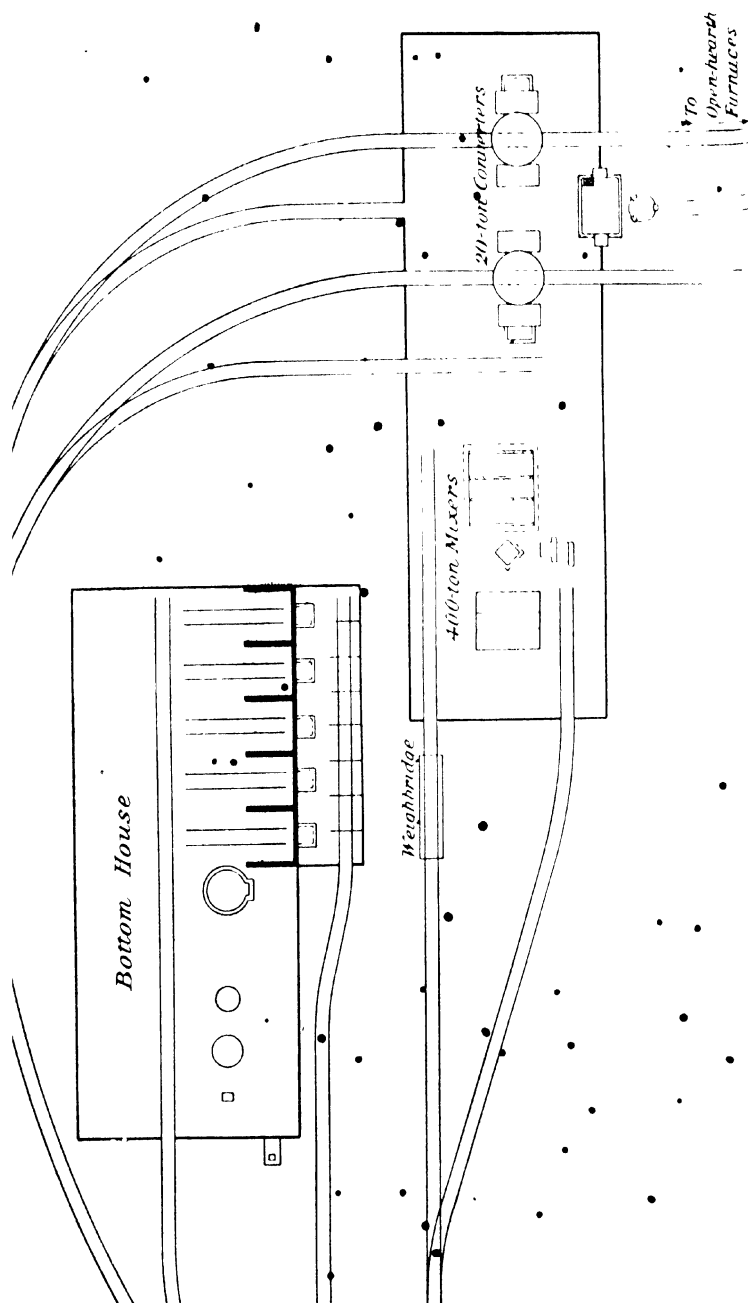 To
Open-hearth
Furnaces
20-ton Converters
400-ton Mixers
Weighbridge
Bottom House